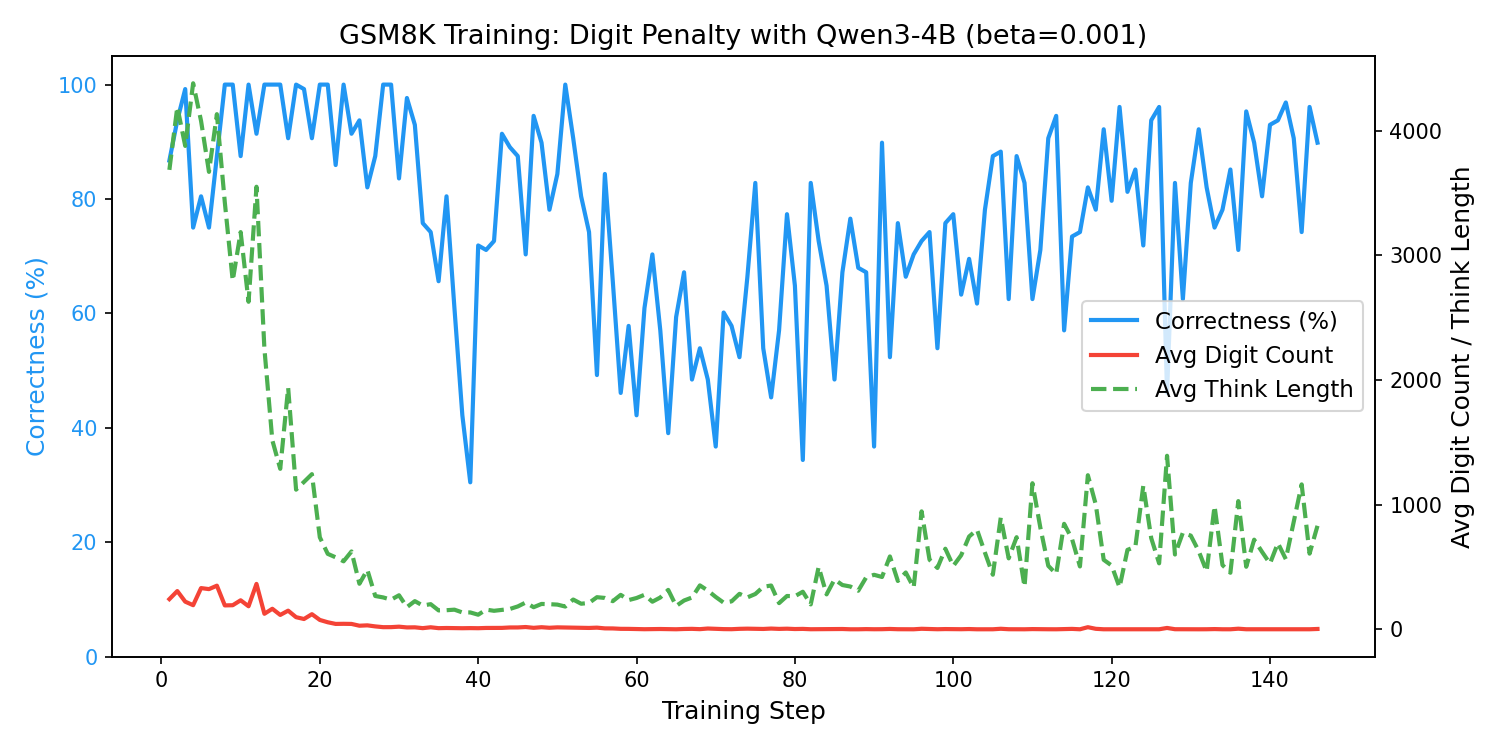 GSM8K Training: Digit Penalty with Qwen3-4B (beta=0.001)
Correctness (%)
100
80
60
40
20
0
4000
3000
2000
1000
0
Avg Digit Count / Think Length
Correctness (%)
Avg Digit Count
Avg Think Length
0 20 40 60 80 100 120 140
Training Step